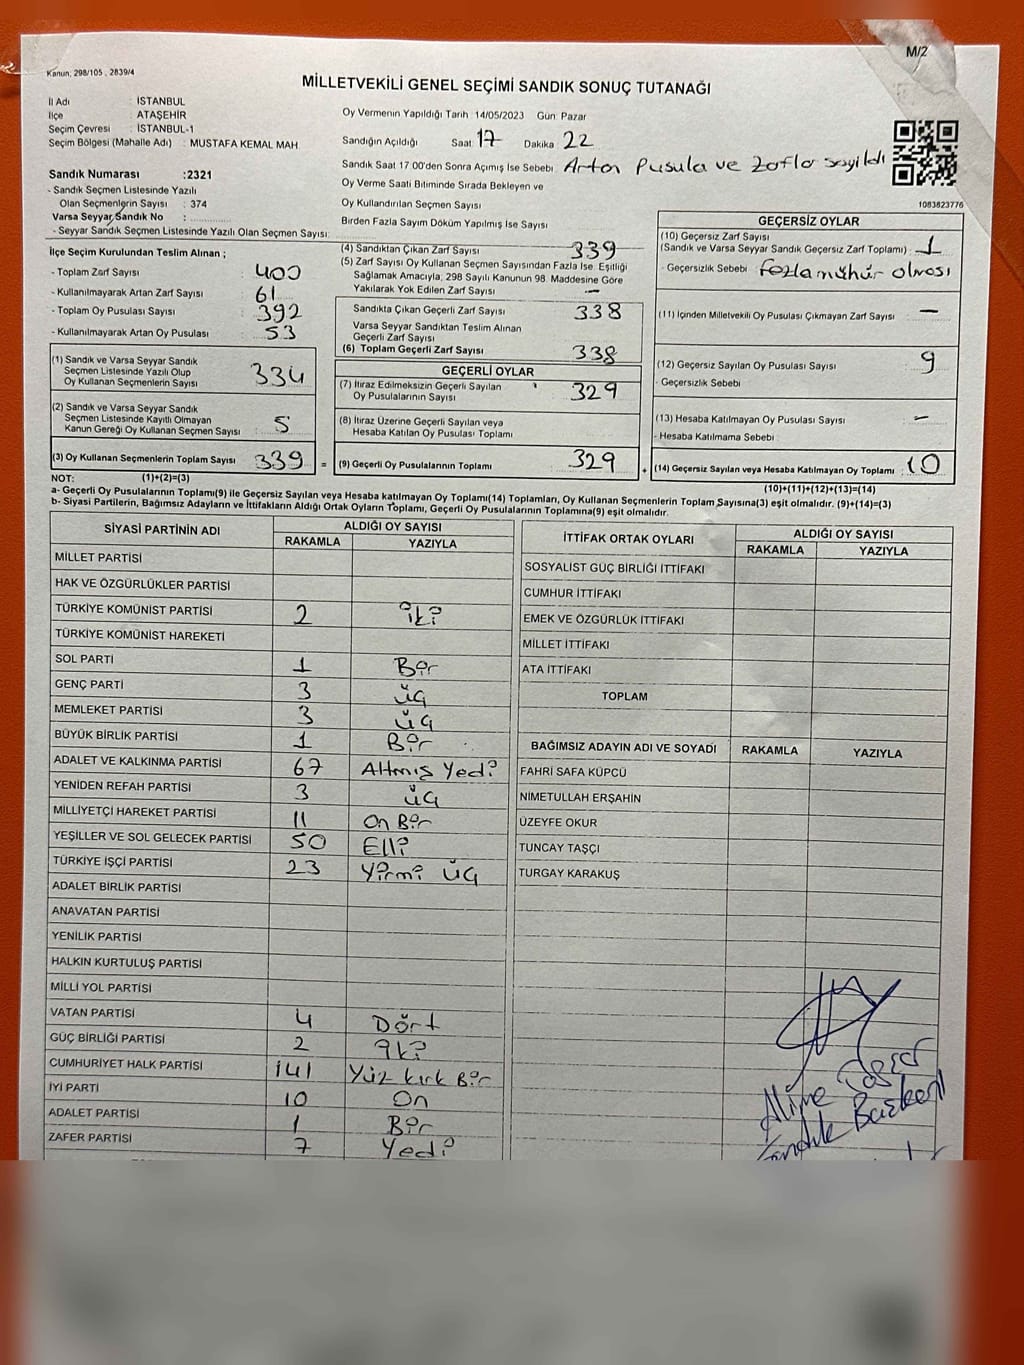 M/2
Kanun; 298/105 , 2839/4
MİLLETVEKİLİ GENEL SEÇİMİ SANDIK SONUÇ TUTANAĞI
İl Adı : İSTANBUL
İlçe : ATAŞEHİR
Seçim Çevresi : İSTANBUL-1
Seçim Bölgesi (Mahalle Adı) : MUSTAFA KEMAL MAH
Sandık Numarası :2321
- Sandık Seçmen Listesinde Yazılı
Olan Seçmenlerin Sayısı : 374
Varsa Seyyar Sandık No :
- Seyyar Sandık Seçmen Listesinde Yazılı Olan Seçmen Sayısı:
Oy Vermenin Yapıldığı Tarih :14/05/2023 Gün: Pazar
Sandığın Açıldığı Saat: 17 Dakika 22
Sandık Saat 17:00'den Sonra Açımış İse Sebebi: Artan Pusula ve Zarflar sayıldı
Oy Verme Saati Bitiminde Sırada Bekleyen ve
Oy Kullandırılan Seçmen Sayısı
Birden Fazla Sayım Döküm Yapılmış İse Sayısı
1083823776
İlçe Seçim Kurulundan Teslim Alınan ;
- Toplam Zarf Sayısı 400
- Kullanılmayarak Artan Zarf Sayısı 61
- Toplam Oy Pusulası Sayısı 392
- Kullanılmayarak Artan Oy Pusulası 53
(1) Sandık ve Varsa Seyyar Sandık
Seçmen Listesinde Yazılı Olup
Oy Kullanan Seçmenlerin Sayısı 334
(2) Sandık ve Varsa Seyyar Sandık
Seçmen Listesinde Kayıtlı Olmayan
Kanun Gereği Oy Kullanan Seçmen Sayısı 5
(3) Oy Kullanan Seçmenlerin Toplam Sayısı 339 =
(4) Sandıktan Çıkan Zarf Sayısı 339
(5) Zarf Sayısı Oy Kullanan Seçmen Sayısından Fazla İse, Eşitliği
Sağlamak Amacıyla; 298 Sayılı Kanunun 98. Maddesine Göre
Yakılarak Yok Edilen Zarf Sayısı —
Sandıkta Çıkan Geçerli Zarf Sayısı 338
Varsa Seyyar Sandıktan Teslim Alınan
Geçerli Zarf Sayısı
(6) Toplam Geçerli Zarf Sayısı 338
GEÇERLİ OYLAR
(7) İtiraz Edilmeksizin Geçerli Sayılan
Oy Pusulalarının Sayısı 329
(8) İtiraz Üzerine Geçerli Sayılan veya
Hesaba Katılan Oy Pusulası Toplamı
(9) Geçerli Oy Pusulalarının Toplamı 329 +
GEÇERSİZ OYLAR
(10) Geçersiz Zarf Sayısı
(Sandık ve Varsa Seyyar Sandık Geçersiz Zarf Toplamı) 1
- Geçersizlik Sebebi fazla mühür olması
(11) İçinden Milletvekili Oy Pusulası Çıkmayan Zarf Sayısı —
(12) Geçersiz Sayılan Oy Pusulası Sayısı 9
- Geçersizlik Sebebi
(13) Hesaba Katılmayan Oy Pusulası Sayısı —
- Hesaba Katılmama Sebebi
(14) Geçersiz Sayılan veya Hesaba Katılmayan Oy Toplamı 10
NOT: (1)+(2)=(3) (10)+(11)+(12)+(13)=(14)
a- Geçerli Oy Pusulalarının Toplamı(9) ile Geçersiz Sayılan veya Hesaba katılmayan Oy Toplamı(14) Toplamları, Oy Kullanan Seçmenlerin Toplam Sayısına(3) eşit olmalıdır. (9)+(14)=(3)
b- Siyasi Partilerin, Bağımsız Adayların ve İttifakların Aldığı Ortak Oyların Toplamı, Geçerli Oy Pusulalarının Toplamına(9) eşit olmalıdır.
SİYASİ PARTİNİN ADI ALDIĞI OY SAYISI
RAKAMLA YAZIYLA
MİLLET PARTİSİ
HAK VE ÖZGÜRLÜKLER PARTİSİ
TÜRKİYE KOMÜNİST PARTİSİ 2 iki
TÜRKİYE KOMÜNİST HAREKETİ
SOL PARTİ 1 Bir
GENÇ PARTİ 3 üç
MEMLEKET PARTİSİ 3 üç
BÜYÜK BİRLİK PARTİSİ 1 Bir
ADALET VE KALKINMA PARTİSİ 67 Altmış Yedi
YENİDEN REFAH PARTİSİ 3 üç
MİLLİYETÇİ HAREKET PARTİSİ 11 On Bir
YEŞİLLER VE SOL GELECEK PARTİSİ 50 Elli
TÜRKİYE İŞÇİ PARTİSİ 23 Yirmi üç
ADALET BİRLİK PARTİSİ
ANAVATAN PARTİSİ
YENİLİK PARTİSİ
HALKIN KURTULUŞ PARTİSİ
MİLLİ YOL PARTİSİ
VATAN PARTİSİ 4 Dört
GÜÇ BİRLİĞİ PARTİSİ 2 iki
CUMHURİYET HALK PARTİSİ 141 Yüz kırk Bir
İYİ PARTİ 10 On
ADALET PARTİSİ 1 Bir
ZAFER PARTİSİ 7 Yedi
İTTİFAK ORTAK OYLARI ALDIĞI OY SAYISI
RAKAMLA YAZIYLA
SOSYALİST GÜÇ BİRLİĞİ İTTİFAKI
CUMHUR İTTİFAKI
EMEK VE ÖZGÜRLÜK İTTİFAKI
MİLLET İTTİFAKI
ATA İTTİFAKI
TOPLAM
BAĞIMSIZ ADAYIN ADI VE SOYADI RAKAMLA YAZIYLA
FAHRİ SAFA KÜPCÜ
NİMETULLAH ERŞAHİN
ÜZEYFE OKUR
TUNCAY TAŞÇI
TURGAY KARAKUŞ
Sandık Başkanı